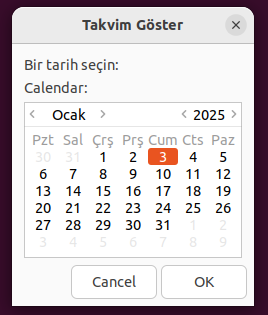 Takvim Göster
Bir tarih seçin:
Calendar:
Ocak 2025
Pzt Sal Çrş Prş Cum Cts Paz
30 31 1 2 3 4 5
6 7 8 9 10 11 12
13 14 15 16 17 18 19
20 21 22 23 24 25 26
27 28 29 30 31 1 2
3 4 5 6 7 8 9
Cancel OK